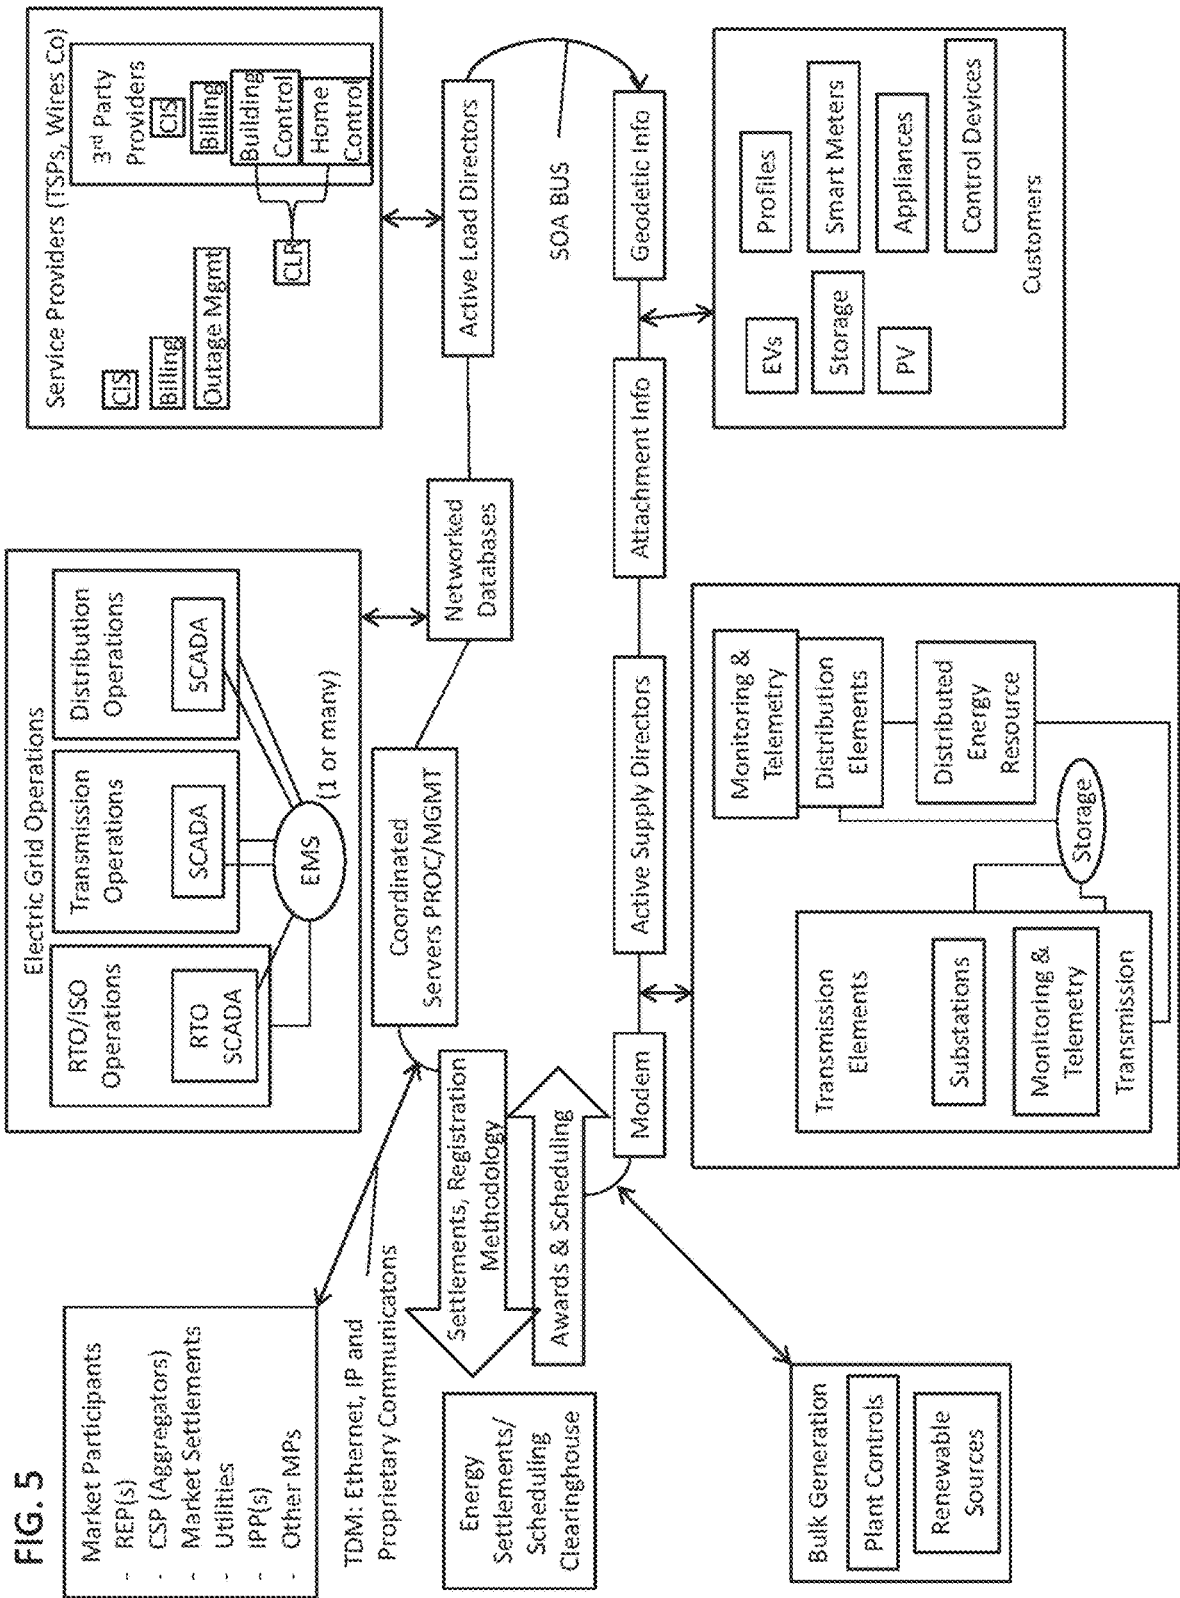 FIG. 5
Market Participants
- REP(s)
- CSP (Aggregators)
- Market Settlements
- Utilities
- IPP(s)
- Other MPs
TDM: Ethernet, IP and
Proprietary Communicatons
Energy
Settlements/
Scheduling
Clearinghouse
Bulk Generation
Plant Controls
Renewable
Sources
Settlements, Registration
Methodology
Awards & Scheduling
Electric Grid Operations
RTO/ISO
Operations
RTO
SCADA
Transmission
Operations
SCADA
Distribution
Operations
SCADA
EMS
(1 or many)
Coordinated
Servers PROC/MGMT
Networked
Databases
Active Load Directors
SOA BUS
Modem
Active Supply Directors
Attachment Info
Geodetic Info
Service Providers (TSPs, Wires Co)
CIS
Billing
Outage Mgmt
CLR
3rd Party
Providers
CIS
Billing
Building
Control
Home
Control
Transmission
Elements
Substations
Monitoring &
Telemetry
Transmission
Storage
Monitoring &
Telemetry
Distribution
Elements
Distributed
Energy
Resource
EVs
Storage
PV
Profiles
Smart Meters
Appliances
Control Devices
Customers